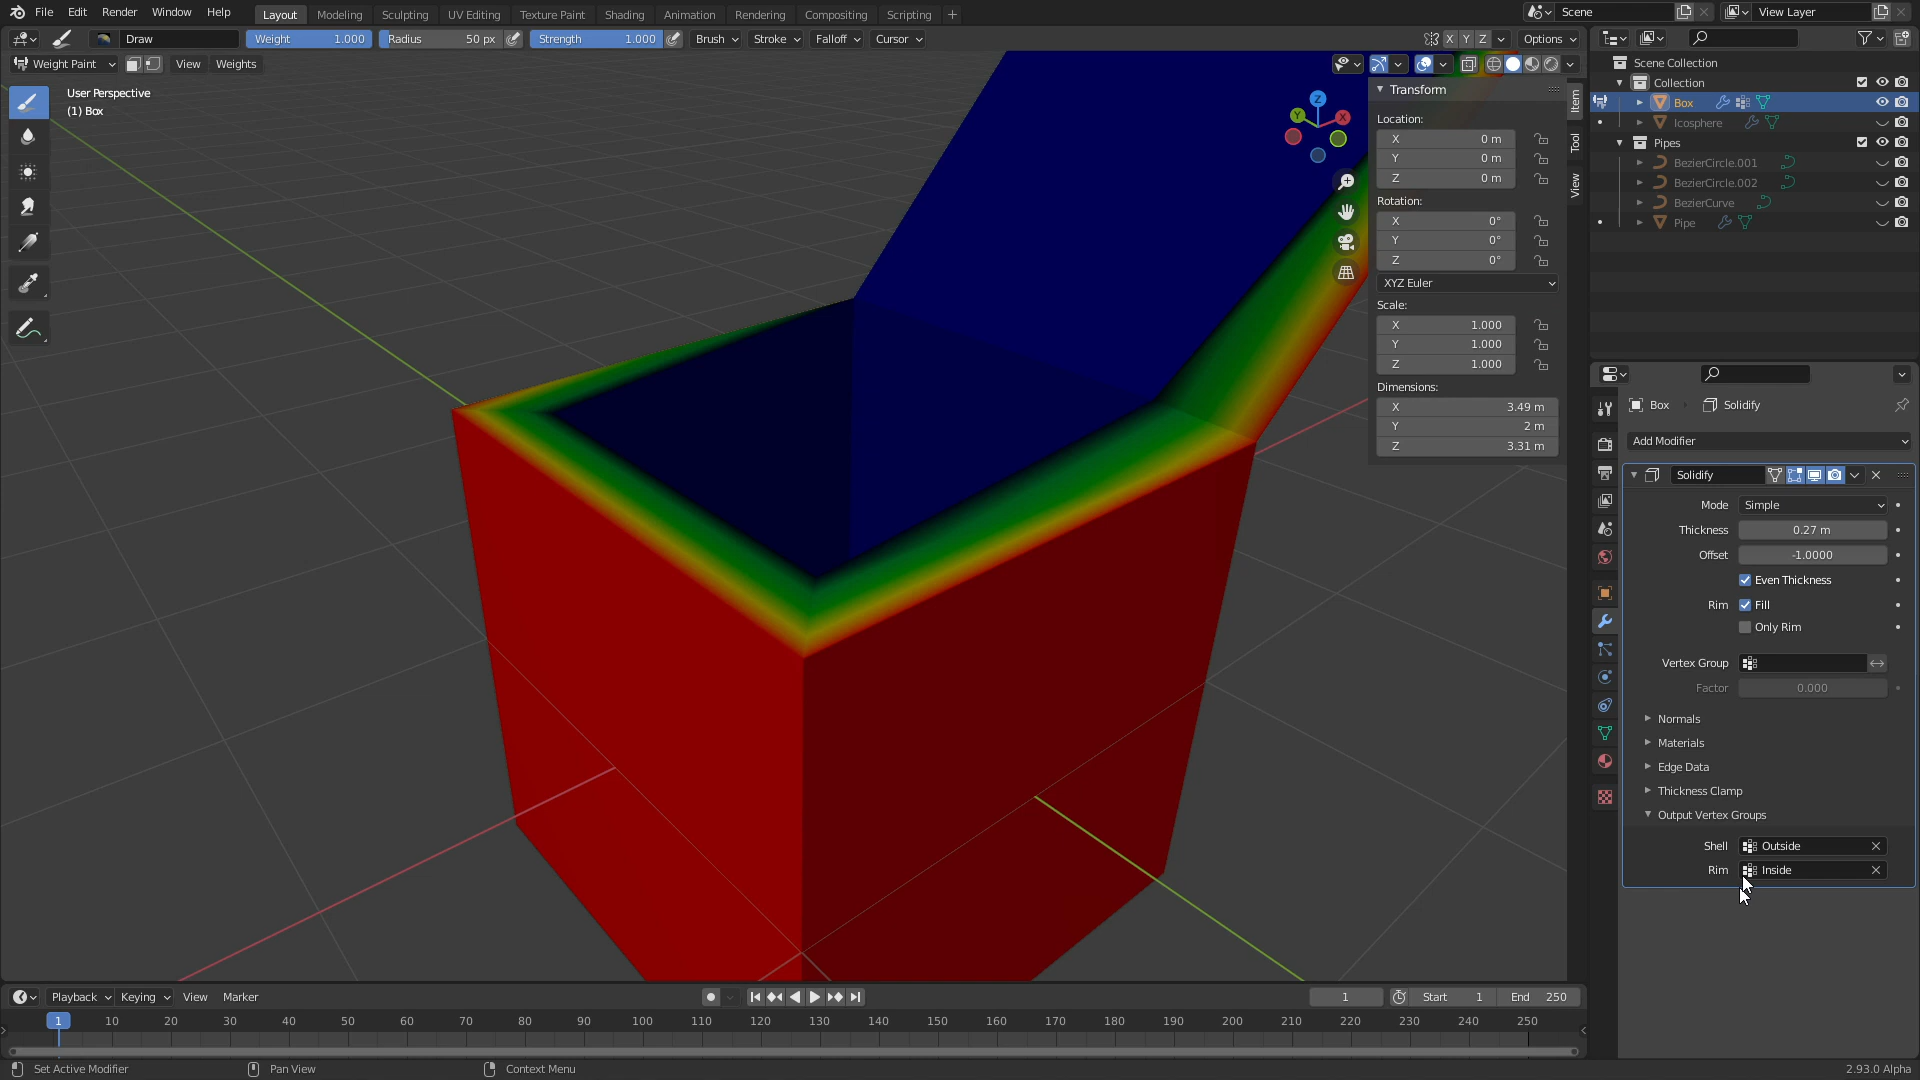 File Edit Render Window Help
Layout Modeling Sculpting UV Editing Texture Paint Shading Animation Rendering Compositing Scripting +
Scene
View Layer
Draw Weight 1.000 Radius 50 px Strength 1.000 Brush Stroke Falloff Cursor X Y Z Options
Weight Paint View Weights
User Perspective
(1) Box
Z
Y
X
Item
Tool
View
Transform
Location:
X 0 m
Y 0 m
Z 0 m
Rotation:
X 0°
Y 0°
Z 0°
XYZ Euler
Scale:
X 1.000
Y 1.000
Z 1.000
Dimensions:
X 3.49 m
Y 2 m
Z 3.31 m
Scene Collection
Collection
Box
Icosphere
Pipes
BezierCircle.001
BezierCircle.002
BezierCurve
Pipe
Box Solidify
Add Modifier
Solidify
Mode Simple
Thickness 0.27 m
Offset -1.0000
Even Thickness
Rim Fill
Only Rim
Vertex Group
Factor 0.000
Normals
Materials
Edge Data
Thickness Clamp
Output Vertex Groups
Shell Outside
Rim Inside
Playback Keying View Marker
1 Start 1 End 250
1 10 20 30 40 50 60 70 80 90 100 110 120 130 140 150 160 170 180 190 200 210 220 230 240 250
Set Active Modifier Pan View Context Menu 2.93.0 Alpha